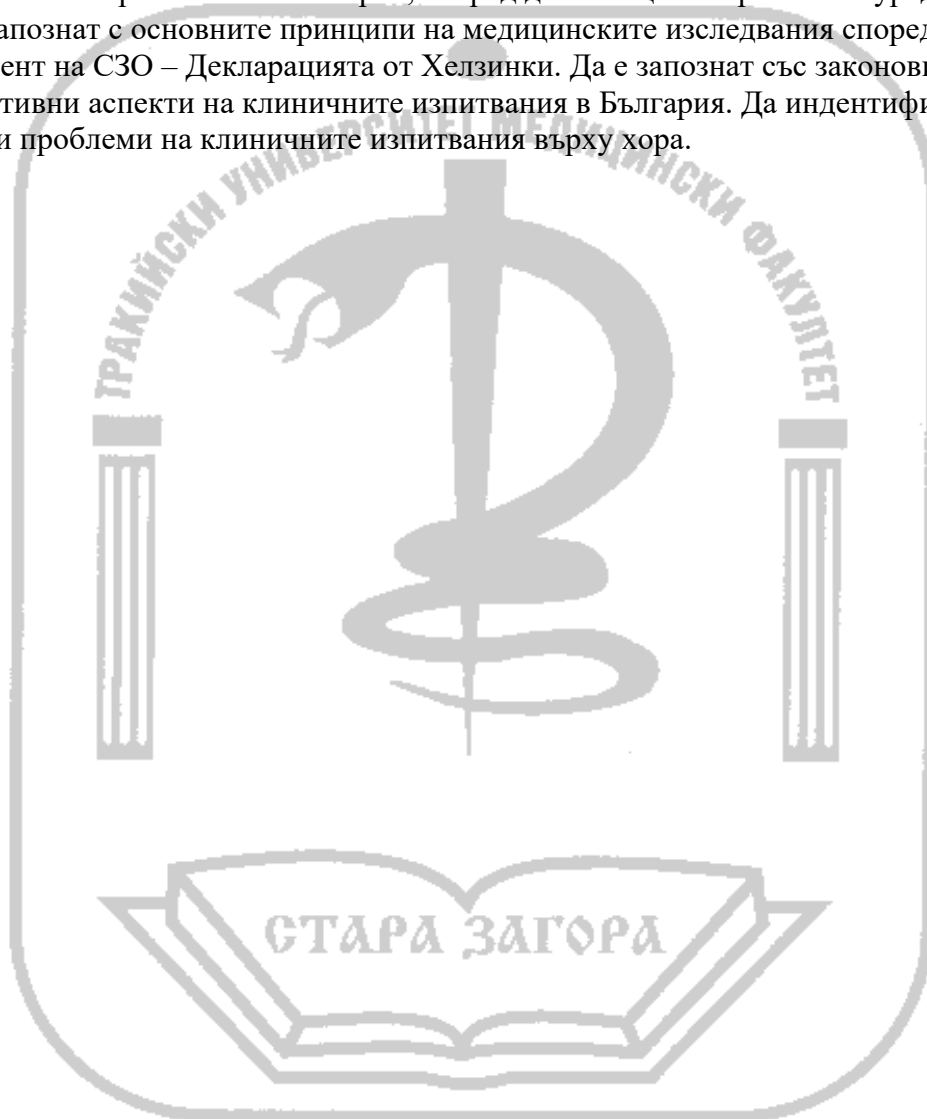 запознат с основните принципи на медицинските изследвания според
ент на СЗО – Декларацията от Хелзинки. Да е запознат със законови
тивни аспекти на клиничните изпитвания в България. Да индентифи
и проблеми на клиничните изпитвания върху хора.
ТРАКИЙСКИ УНИВЕРСИТЕТ МЕДИЦИНСКИ ФАКУЛТЕТ
СТАРА ЗАГОРА